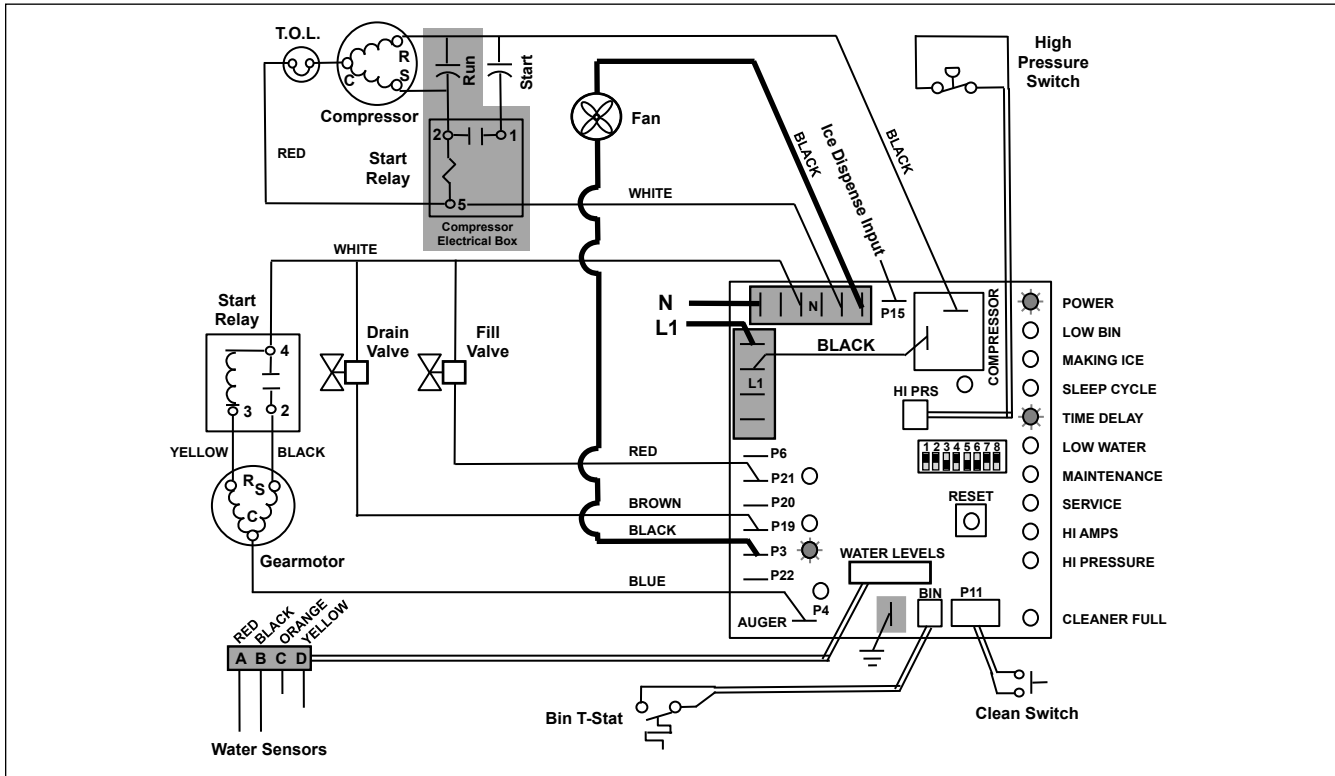 T.O.L.
R
S
C
Compressor
Run
Start
RED
2
1
Start
Relay
5
Compressor
Electrical Box
WHITE
Fan
BLACK
Ice Dispense Input
BLACK
High
Pressure
Switch
WHITE
Start
Relay
4
3
2
YELLOW
BLACK
R
S
C
Gearmotor
Drain
Valve
Fill
Valve
N
L1
N
P15
L1
BLACK
COMPRESSOR
HI PRS
1 2 3 4 5 6 7 8
RESET
POWER
LOW BIN
MAKING ICE
SLEEP CYCLE
TIME DELAY
LOW WATER
MAINTENANCE
SERVICE
HI AMPS
HI PRESSURE
CLEANER FULL
RED
P6
P21
BROWN
P20
P19
BLACK
P3
P22
BLUE
P4
AUGER
WATER LEVELS
BIN
P11
RED
BLACK
ORANGE
YELLOW
A B C D
Water Sensors
Bin T-Stat
Clean Switch